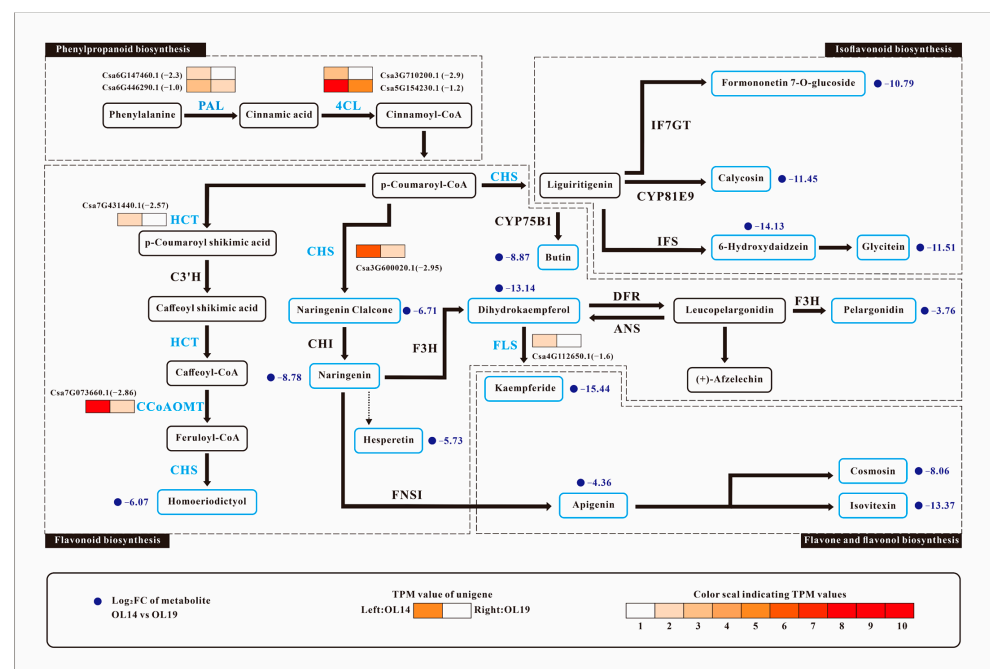 Phenylpropanoid biosynthesis
Isoflavonoid biosynthesis
Csa6G147460.1(−2.3)
Csa6G446290.1(−1.0)
PAL
Csa3G710200.1(−2.9)
Csa5G154230.1(−1.2)
4CL
Phenylalanine
Cinnamic acid
Cinnamoyl-CoA
Formononetin 7-O-glucoside
−10.79
IF7GT
p-Coumaroyl-CoA
CHS
Liguiritigenin
Calycosin
−11.45
CYP81E9
Csa7G431440.1(−2.57)
HCT
CYP75B1
−14.13
p-Coumaroyl shikimic acid
CHS
Csa3G600020.1(−2.95)
IFS
6-Hydroxydaidzein
Glycitein
−11.51
−8.87
Butin
C3'H
−13.14
Caffeoyl shikimic acid
Naringenin Clalcone
−6.71
Dihydrokaempferol
DFR
ANS
Leucopelargonidin
F3H
Pelargonidin
−3.76
HCT
CHI
F3H
FLS
Csa4G112650.1(−1.6)
Caffeoyl-CoA
−8.78
Naringenin
Kaempferide
−15.44
(+)-Afzelechin
Csa7G073660.1(−2.86)
CCoAOMT
Feruloyl-CoA
Hesperetin
−5.73
CHS
Cosmosin
−8.06
−4.36
−6.07
Homoeriodictyol
FNSI
Apigenin
Isovitexin
−13.37
Flavonoid biosynthesis
Flavone and flavonol biosynthesis
Log₂FC of metabolite
OL14 vs OL19
TPM value of unigene
Left:OL14
Right:OL19
Color scal indicating TPM values
1 2 3 4 5 6 7 8 9 10